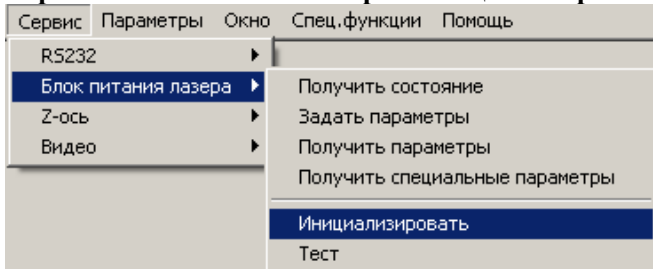 Сервис Параметры Окно Спец.функции Помощь
RS232
Блок питания лазера
Z-ось
Видео
Получить состояние
Задать параметры
Получить параметры
Получить специальные параметры
Инициализировать
Тест